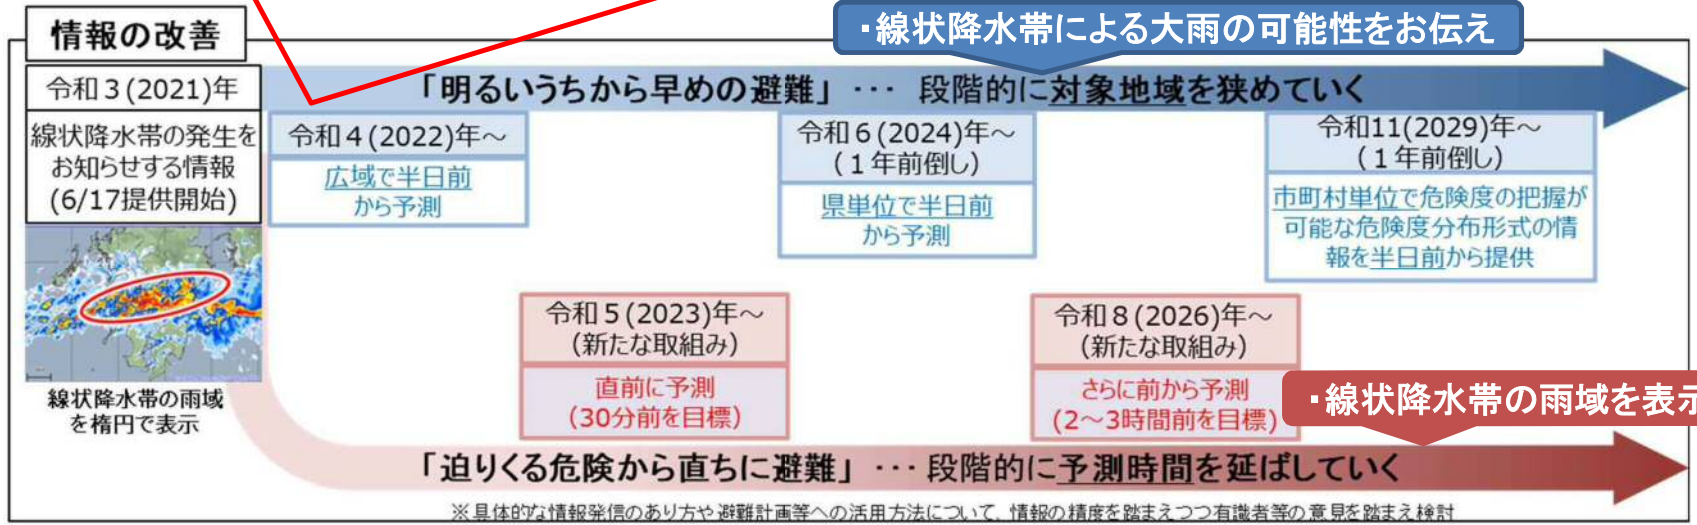 ・線状降水帯による大雨の可能性をお伝え
情報の改善
「明るいうちから早めの避難」・・・ 段階的に対象地域を狭めていく
令和3(2021)年
線状降水帯の発生を
お知らせする情報
(6/17提供開始)
線状降水帯の雨域
を楕円で表示
令和4(2022)年～
広域で半日前
から予測
令和6(2024)年～
(1年前倒し)
県単位で半日前
から予測
令和11(2029)年～
(1年前倒し)
市町村単位で危険度の把握が
可能な危険度分布形式の情
報を半日前から提供
令和5(2023)年～
(新たな取組み)
直前に予測
(30分前を目標)
令和8(2026)年～
(新たな取組み)
さらに前から予測
(2～3時間前を目標)
・線状降水帯の雨域を表示
「迫りくる危険から直ちに避難」・・・ 段階的に予測時間を延ばしていく
※具体的な情報発信のあり方や避難計画等への活用方法について、情報の精度を踏まえつつ有識者等の意見を踏まえ検討